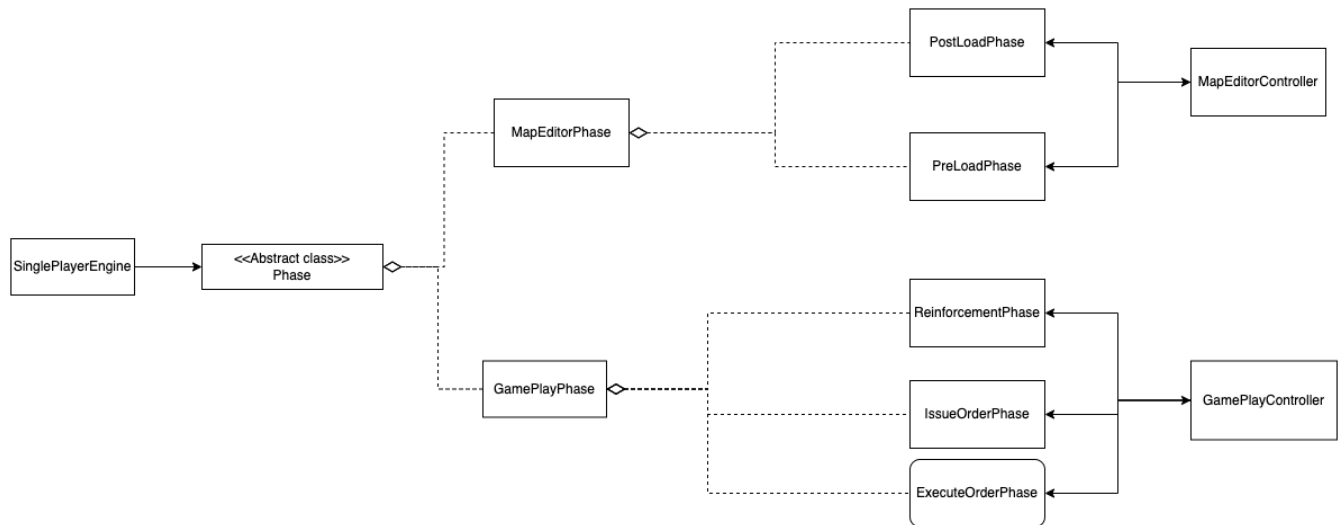 PostLoadPhase
MapEditorController
MapEditorPhase
PreLoadPhase
SinglePlayerEngine
<<Abstract class>>
Phase
ReinforcementPhase
GamePlayPhase
IssueOrderPhase
GamePlayController
ExecuteOrderPhase